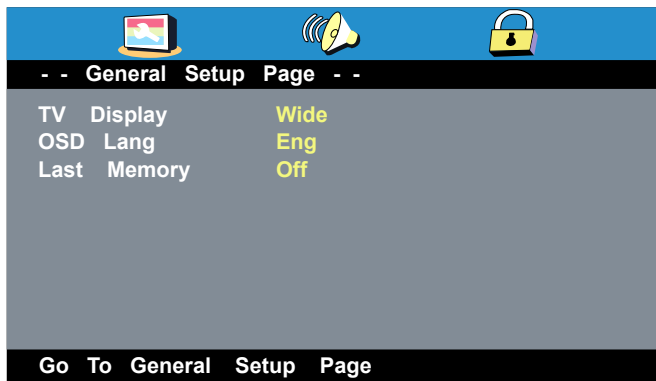 - - General Setup Page - -
TV Display Wide
OSD Lang Eng
Last Memory Off
Go To General Setup Page